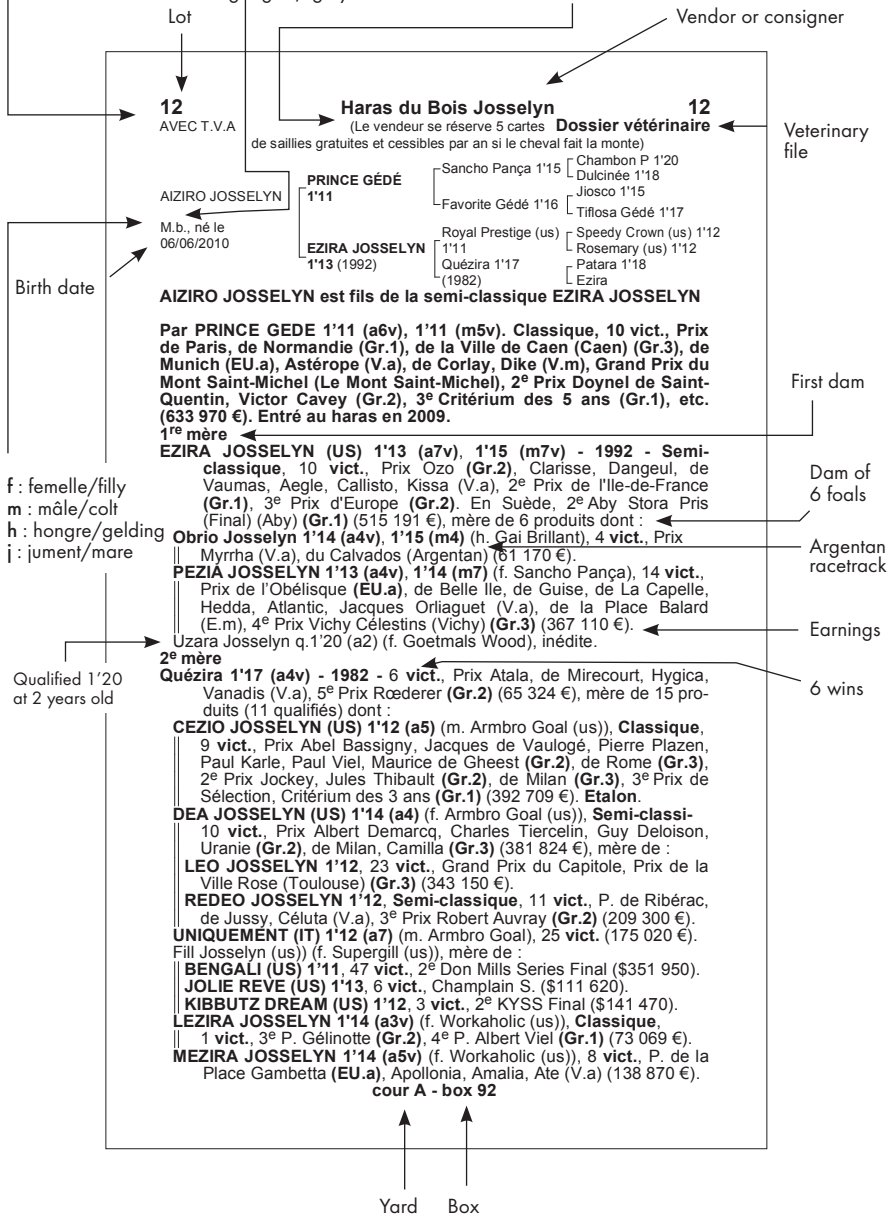 Lot
Vendor or consigner
12 Haras du Bois Josselyn 12
AVEC T.V.A (Le vendeur se réserve 5 cartes Dossier vétérinaire
de saillies gratuites et cessibles par an si le cheval fait la monte)
Veterinary
file
AIZIRO JOSSELYN
M.b., né le
06/06/2010
Birth date
PRINCE GÉDÉ
1'11
EZIRA JOSSELYN
1'13 (1992)
Sancho Pança 1'15
Favorite Gédé 1'16
Royal Prestige (us)
1'11
Quézira 1'17
(1982)
Chambon P 1'20
Dulcinée 1'18
Jiosco 1'15
Tiflosa Gédé 1'17
Speedy Crown (us) 1'12
Rosemary (us) 1'12
Patara 1'18
Ezira
AIZIRO JOSSELYN est fils de la semi-classique EZIRA JOSSELYN
Par PRINCE GEDE 1’11 (a6v), 1’11 (m5v). Classique, 10 vict., Prix
de Paris, de Normandie (Gr.1), de la Ville de Caen (Caen) (Gr.3), de
Munich (EU.a), Astérope (V.a), de Corlay, Dike (V.m), Grand Prix du
Mont Saint-Michel (Le Mont Saint-Michel), 2e Prix Doynel de Saint-
Quentin, Victor Cavey (Gr.2), 3e Critérium des 5 ans (Gr.1), etc.
(633 970 €). Entré au haras en 2009.
First dam
1re mère
EZIRA JOSSELYN (US) 1'13 (a7v), 1'15 (m7v) - 1992 - Semi-
classique, 10 vict., Prix Ozo (Gr.2), Clarisse, Dangeul, de
Vaumas, Aegle, Callisto, Kissa (V.a), 2e Prix de l'Ile-de-France
(Gr.1), 3e Prix d'Europe (Gr.2). En Suède, 2e Aby Stora Pris
(Final) (Aby) (Gr.1) (515 191 €), mère de 6 produits dont :
Dam of
6 foals
f : femelle/filly
m : mâle/colt
h : hongre/gelding
j : jument/mare
Obrio Josselyn 1'14 (a4v), 1'15 (m4) (h. Gai Brillant), 4 vict., Prix
Myrrha (V.a), du Calvados (Argentan) (61 170 €).
Argentan
racetrack
PEZIA JOSSELYN 1'13 (a4v), 1'14 (m7) (f. Sancho Pança), 14 vict.,
Prix de l’Obélisque (EU.a), de Belle Ile, de Guise, de La Capelle,
Hedda, Atlantic, Jacques Orliaguet (V.a), de la Place Balard
(E.m), 4e Prix Vichy Célestins (Vichy) (Gr.3) (367 110 €).
Earnings
Uzara Josselyn q.1'20 (a2) (f. Goetmals Wood), inédite.
Qualified 1’20
at 2 years old
2e mère
Quézira 1'17 (a4v) - 1982 - 6 vict., Prix Atala, de Mirecourt, Hygica,
Vanadis (V.a), 5e Prix Rœderer (Gr.2) (65 324 €), mère de 15 pro-
duits (11 qualifiés) dont :
6 wins
CEZIO JOSSELYN (US) 1'12 (a5) (m. Armbro Goal (us)), Classique,
9 vict., Prix Abel Bassigny, Jacques de Vaulogé, Pierre Plazen,
Paul Karle, Paul Viel, Maurice de Gheest (Gr.2), de Rome (Gr.3),
2e Prix Jockey, Jules Thibault (Gr.2), de Milan (Gr.3), 3e Prix de
Sélection, Critérium des 3 ans (Gr.1) (392 709 €). Etalon.
DEA JOSSELYN (US) 1'14 (a4) (f. Armbro Goal (us)), Semi-classi-
10 vict., Prix Albert Demarcq, Charles Tiercelin, Guy Deloison,
Uranie (Gr.2), de Milan, Camilla (Gr.3) (381 824 €), mère de :
LEO JOSSELYN 1’12, 23 vict., Grand Prix du Capitole, Prix de la
Ville Rose (Toulouse) (Gr.3) (343 150 €).
REDEO JOSSELYN 1’12, Semi-classique, 11 vict., P. de Ribérac,
de Jussy, Céluta (V.a), 3e Prix Robert Auvray (Gr.2) (209 300 €).
UNIQUEMENT (IT) 1'12 (a7) (m. Armbro Goal), 25 vict. (175 020 €).
Fill Josselyn (us)) (f. Supergill (us)), mère de :
BENGALI (US) 1'11, 47 vict., 2e Don Mills Series Final ($351 950).
JOLIE REVE (US) 1'13, 6 vict., Champlain S. ($111 620).
KIBBUTZ DREAM (US) 1'12, 3 vict., 2e KYSS Final ($141 470).
LEZIRA JOSSELYN 1’14 (a3v) (f. Workaholic (us)), Classique,
1 vict., 3e P. Gélinotte (Gr.2), 4e P. Albert Viel (Gr.1) (73 069 €).
MEZIRA JOSSELYN 1’14 (a5v) (f. Workaholic (us)), 8 vict., P. de la
Place Gambetta (EU.a), Apollonia, Amalia, Ate (V.a) (138 870 €).
cour A - box 92
Yard Box